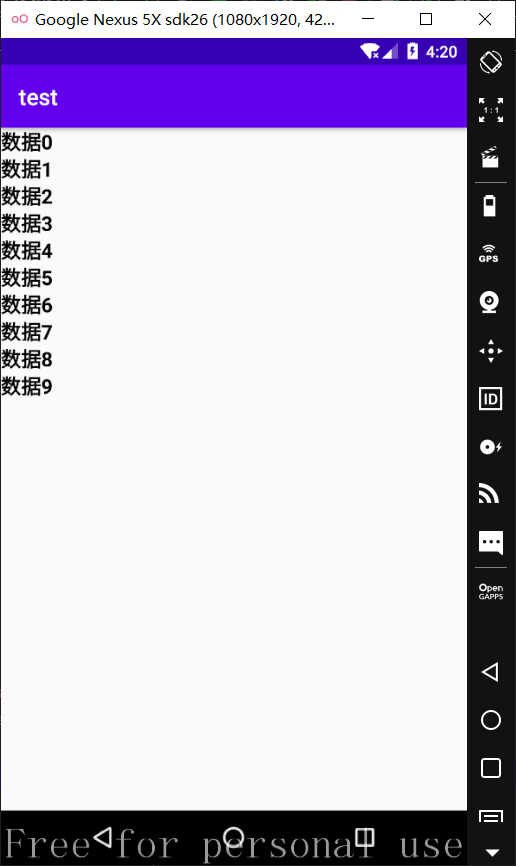 Google Nexus 5X sdk26 (1080x1920, 42...
4:20
test
数据0
数据1
数据2
数据3
数据4
数据5
数据6
数据7
数据8
数据9
1:1
GPS
ID
Open
GAPPS
Free for personal use